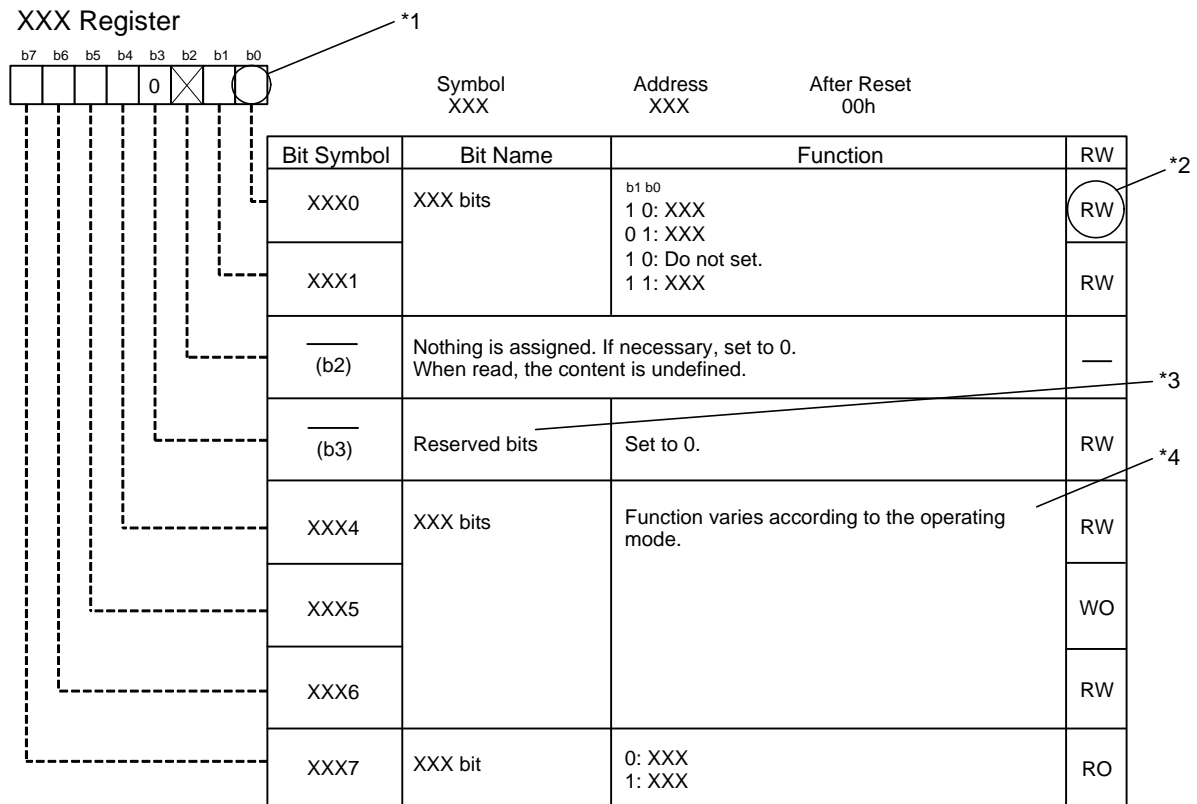 XXX Register
*1
b7 b6 b5 b4 b3 b2 b1 b0
0
Symbol Address After Reset
XXX XXX 00h
Bit Symbol Bit Name Function RW
*2
XXX0 XXX bits
b1 b0
1 0: XXX
0 1: XXX
1 0: Do not set.
1 1: XXX
RW
XXX1 RW
(b2)
Nothing is assigned. If necessary, set to 0.
When read, the content is undefined.
—
*3
(b3) Reserved bits Set to 0. RW
*4
XXX4 XXX bits
Function varies according to the operating
mode.
RW
XXX5 WO
XXX6 RW
XXX7 XXX bit
0: XXX
1: XXX
RO